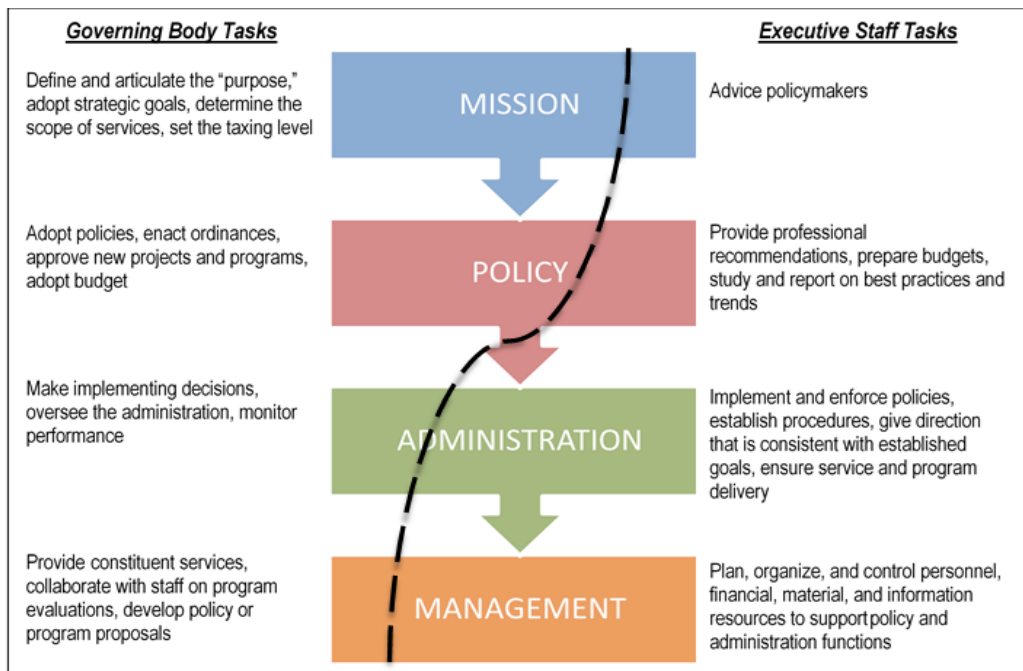 Governing Body Tasks
Executive Staff Tasks
Define and articulate the “purpose,”
adopt strategic goals, determine the
scope of services, set the taxing level
MISSION
Advice policymakers
Adopt policies, enact ordinances,
approve new projects and programs,
adopt budget
POLICY
Provide professional
recommendations, prepare budgets,
study and report on best practices and
trends
Make implementing decisions,
oversee the administration, monitor
performance
ADMINISTRATION
Implement and enforce policies,
establish procedures, give direction
that is consistent with established
goals, ensure service and program
delivery
Provide constituent services,
collaborate with staff on program
evaluations, develop policy or
program proposals
MANAGEMENT
Plan, organize, and control personnel,
financial, material, and information
resources to support policy and
administration functions